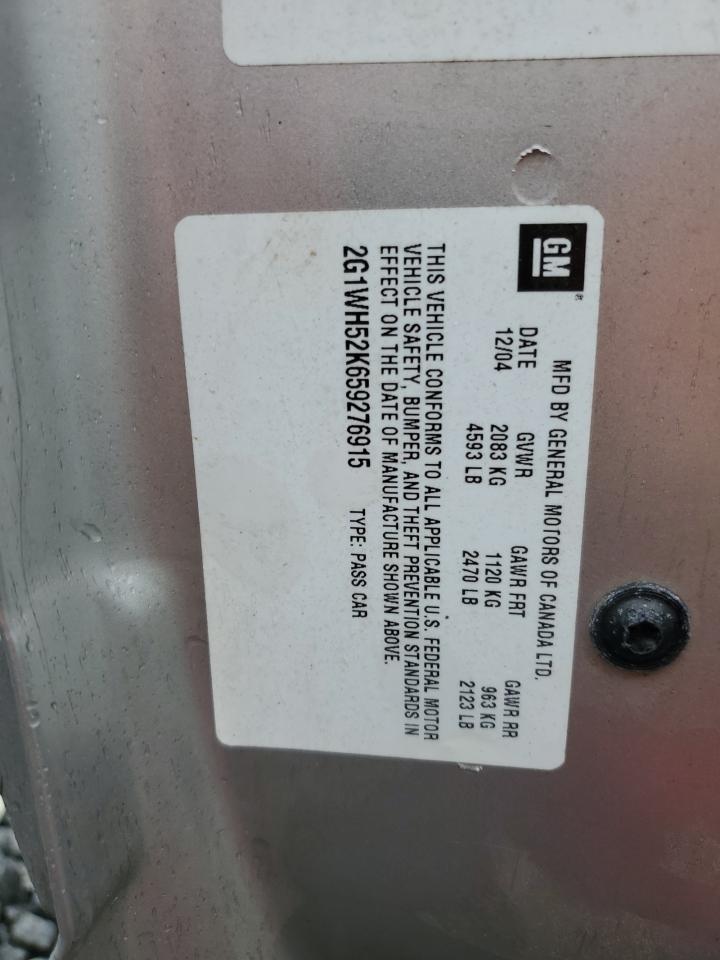 GM
MFD BY GENERAL MOTORS OF CANADA LTD.
DATE GVWR GAWR FRT GAWR RR
12/04 2083 KG 1120 KG 963 KG
4593 LB 2470 LB 2123 LB
THIS VEHICLE CONFORMS TO ALL APPLICABLE U.S. FEDERAL MOTOR
VEHICLE SAFETY, BUMPER, AND THEFT PREVENTION STANDARDS IN
EFFECT ON THE DATE OF MANUFACTURE SHOWN ABOVE.
2G1WH52K659276915 TYPE: PASS CAR